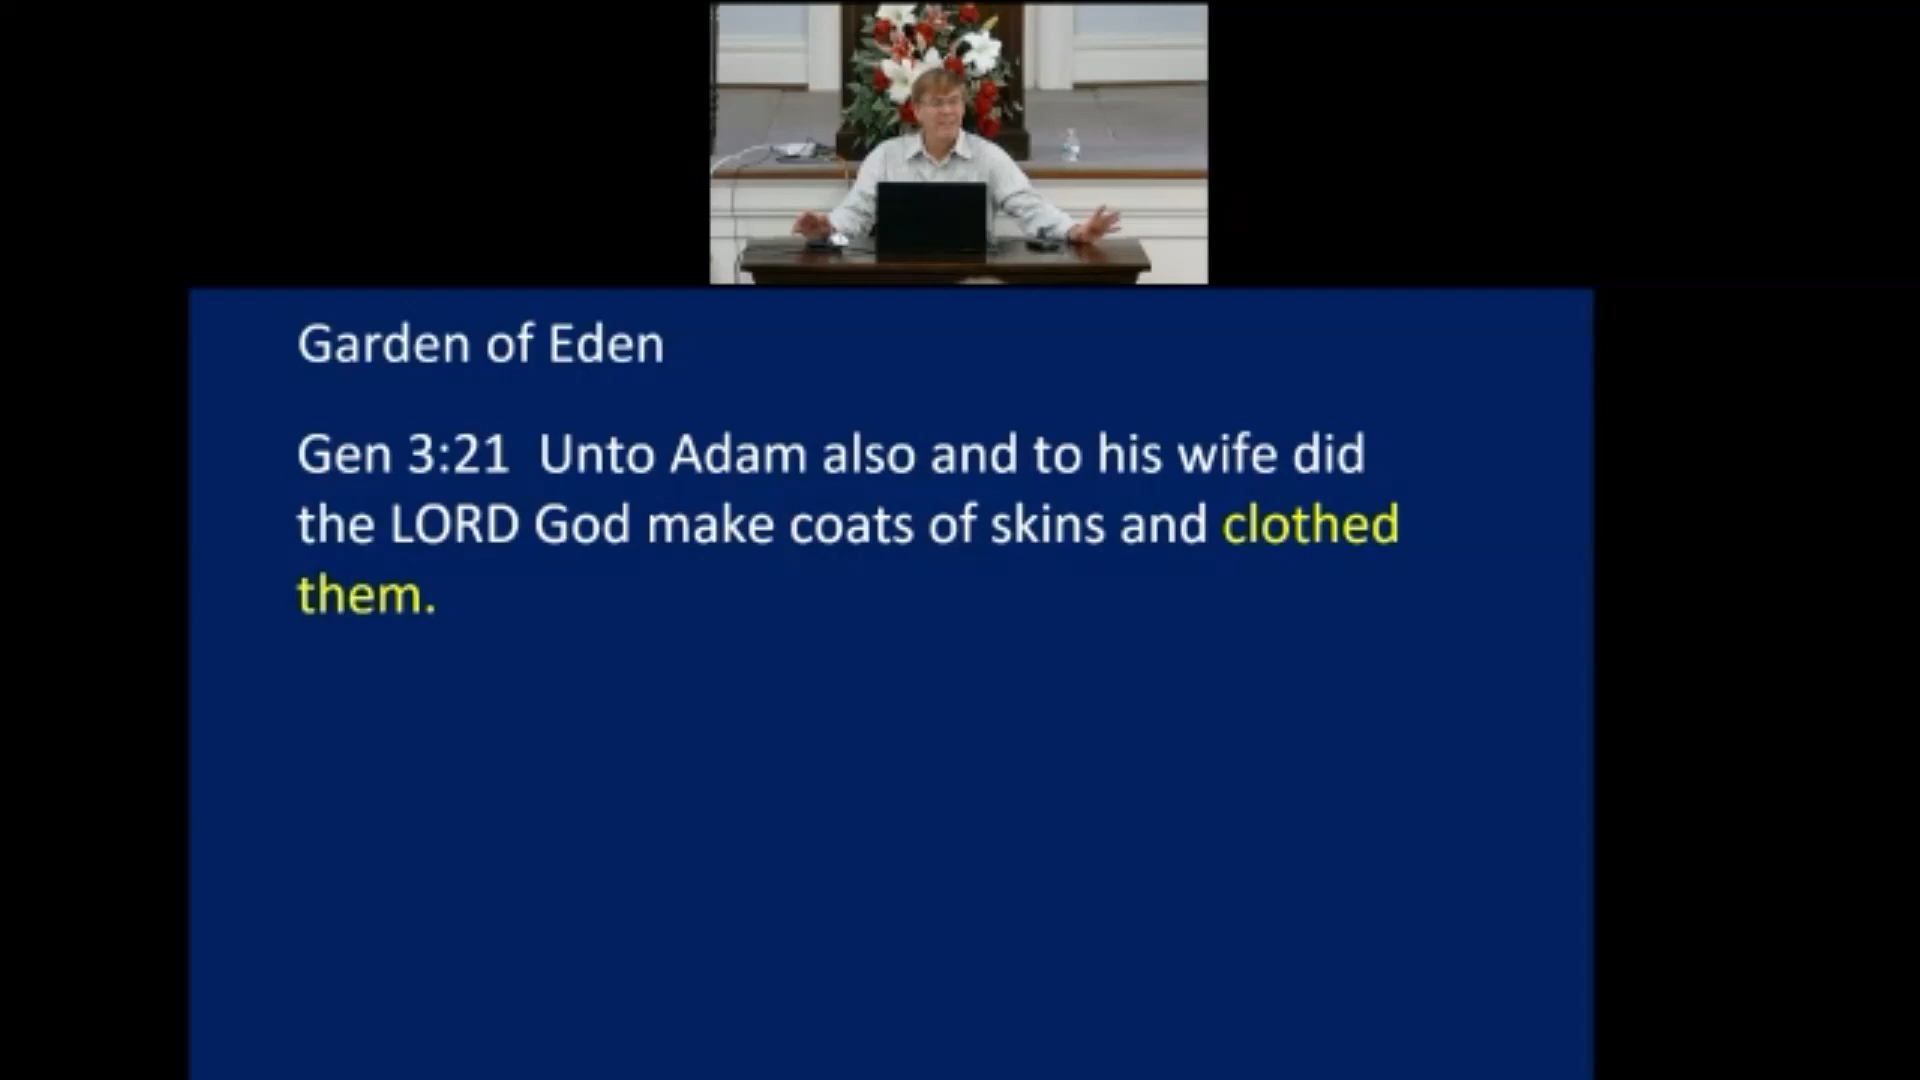 Garden of Eden
Gen 3:21  Unto Adam also and to his wife did
the LORD God make coats of skins and clothed
them.